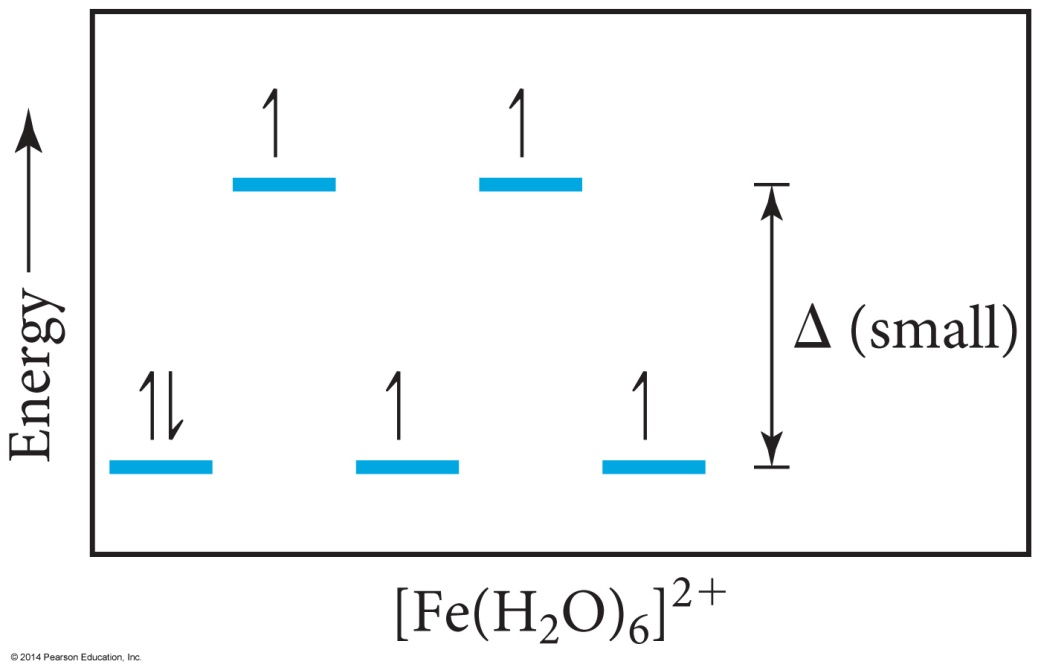 Energy
Δ (small)
[Fe(H₂O)₆]²⁺
© 2014 Pearson Education, Inc.